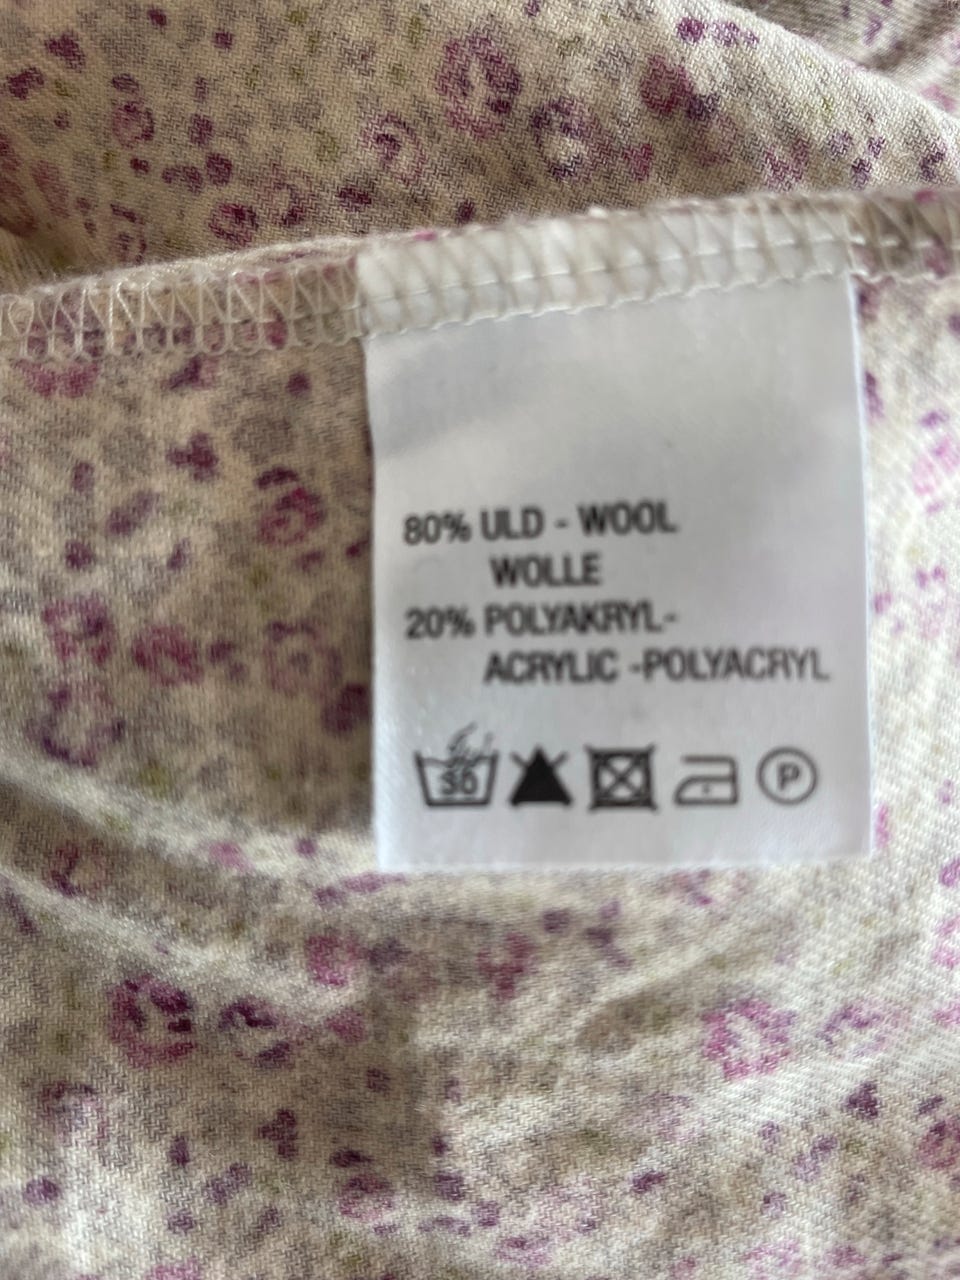 80% ULD - WOOL
WOLLE
20% POLYAKRYL-
ACRYLIC -POLYACRYL
30 P